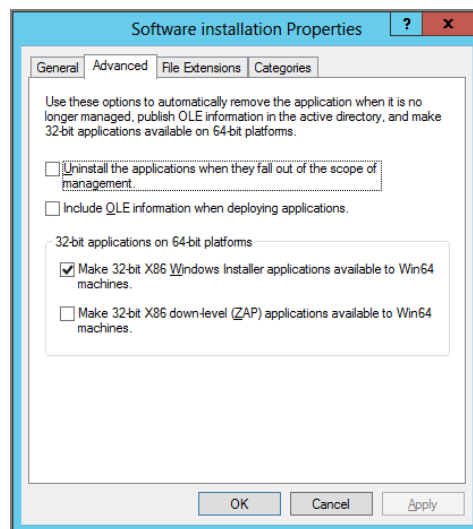 Software installation Properties
? x
General Advanced File Extensions Categories
Use these options to automatically remove the application when it is no
longer managed, publish OLE information in the active directory, and make
32-bit applications available on 64-bit platforms.
Uninstall the applications when they fall out of the scope of
management.
Include OLE information when deploying applications.
32-bit applications on 64-bit platforms
Make 32-bit X86 Windows Installer applications available to Win64
machines.
Make 32-bit X86 down-level (ZAP) applications available to Win64
machines.
OK Cancel Apply